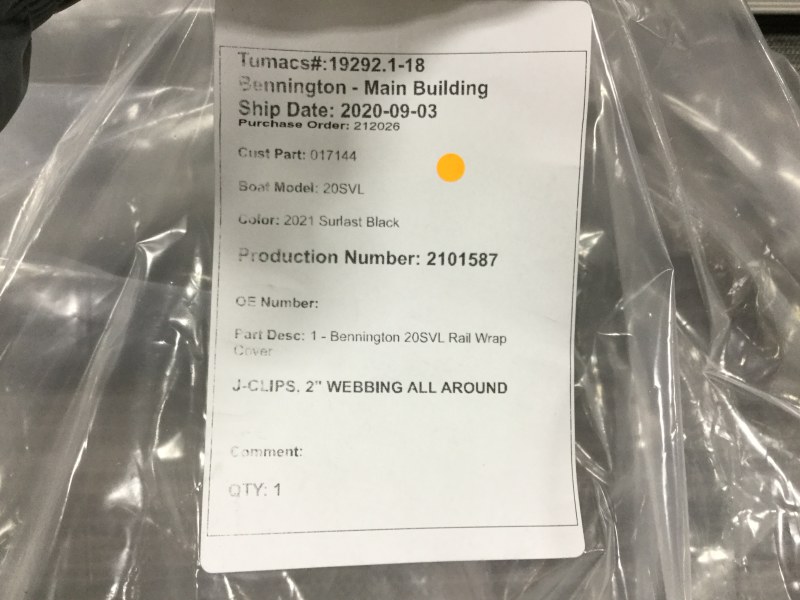 Tumacs#:19292.1-18
Bennington - Main Building
Ship Date: 2020-09-03
Purchase Order: 212026
Cust Part: 017144
Boat Model: 20SVL
Color: 2021 Surlast Black
Production Number: 2101587
OE Number:
Part Desc: 1 - Bennington 20SVL Rail Wrap
Cover
J-CLIPS. 2" WEBBING ALL AROUND
Comment:
QTY: 1